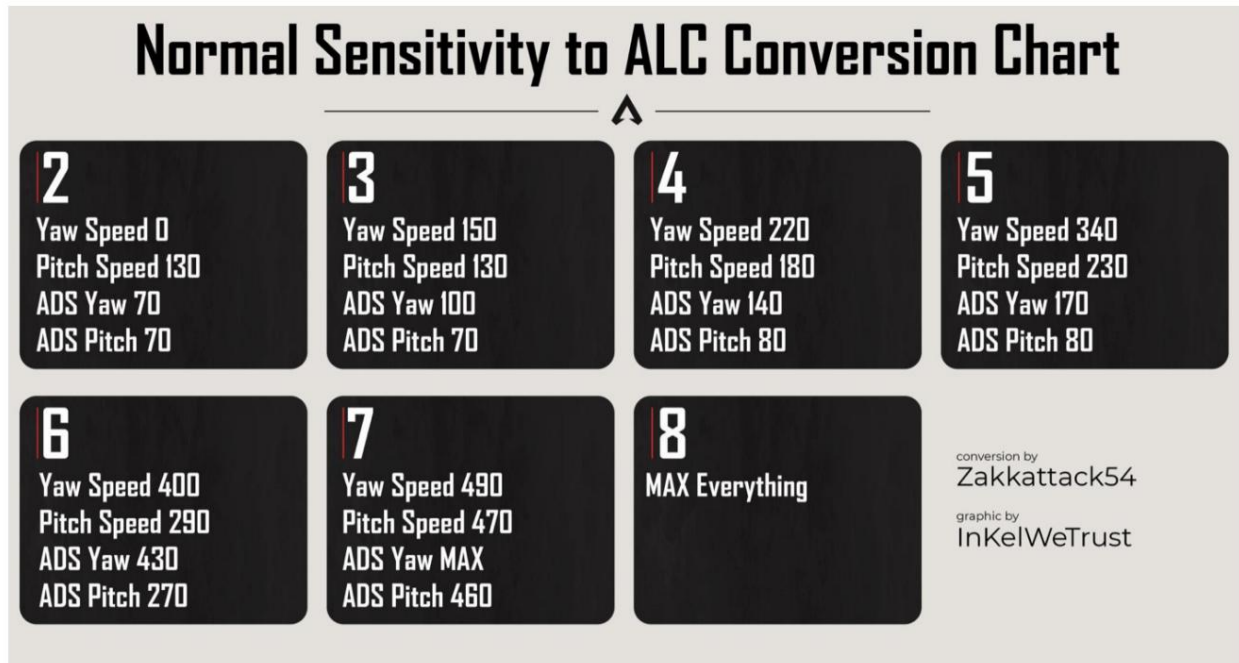 Normal Sensitivity to ALC Conversion Chart
2
Yaw Speed 0
Pitch Speed 130
ADS Yaw 70
ADS Pitch 70
3
Yaw Speed 150
Pitch Speed 130
ADS Yaw 100
ADS Pitch 70
4
Yaw Speed 220
Pitch Speed 180
ADS Yaw 140
ADS Pitch 80
5
Yaw Speed 340
Pitch Speed 230
ADS Yaw 170
ADS Pitch 80
6
Yaw Speed 400
Pitch Speed 290
ADS Yaw 430
ADS Pitch 270
7
Yaw Speed 490
Pitch Speed 470
ADS Yaw MAX
ADS Pitch 460
8
MAX Everything
conversion by
Zakkattack54
graphic by
InKelWeTrust